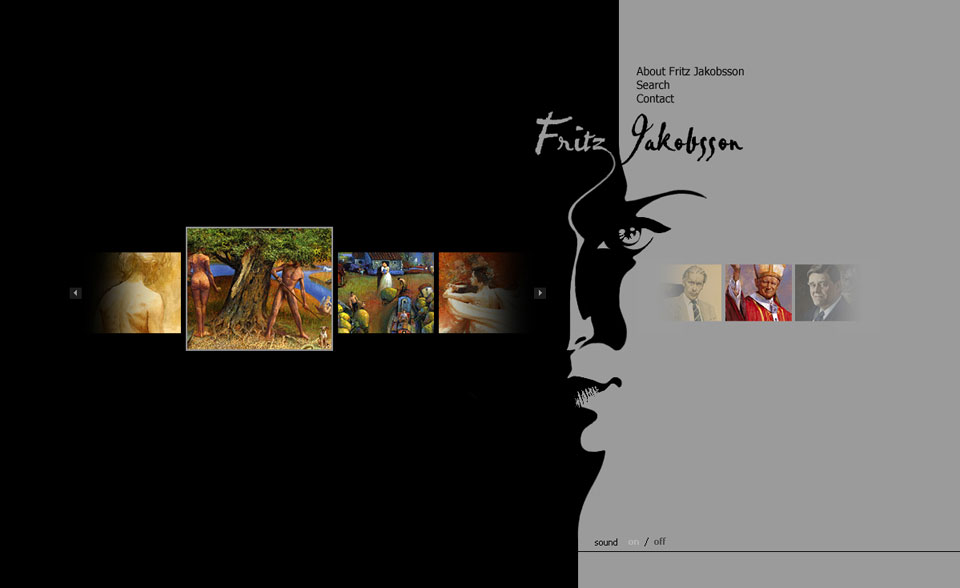 About Fritz Jakobsson
Search
Contact
Fritz Jakobsson
sound on / off